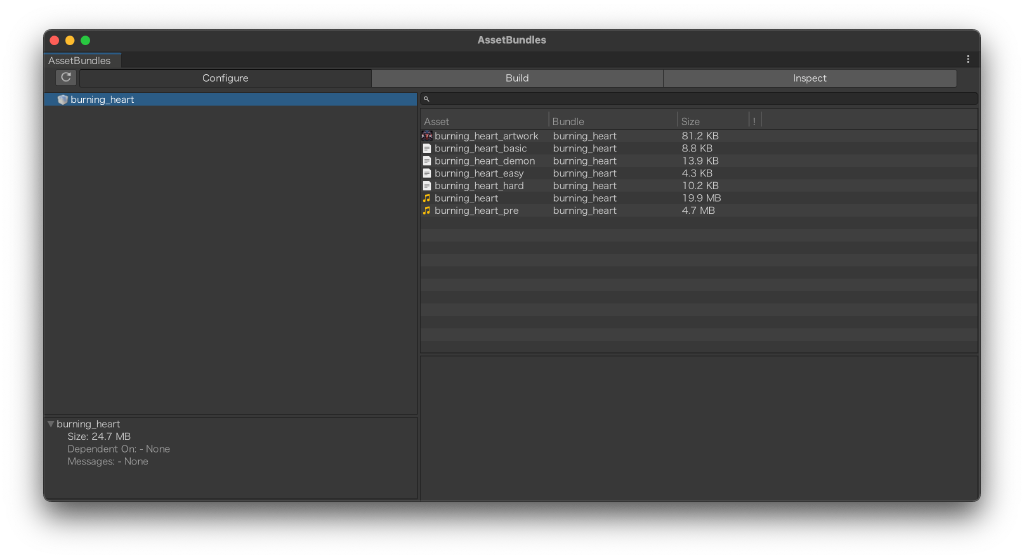 AssetBundles
AssetBundles
Configure Build Inspect
burning_heart
Asset Bundle Size !
burning_heart_artwork burning_heart 81.2 KB
burning_heart_basic burning_heart 8.8 KB
burning_heart_demon burning_heart 13.9 KB
burning_heart_easy burning_heart 4.3 KB
burning_heart_hard burning_heart 10.2 KB
burning_heart burning_heart 19.9 MB
burning_heart_pre burning_heart 4.7 MB
burning_heart
Size: 24.7 MB
Dependent On: - None
Messages: - None